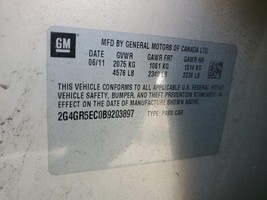 GM
MFD BY GENERAL MOTORS OF CANADA LTD
06/11 GVWR GAWR FRT GAWR RR
2075 KG 1061 KG 1014 KG
4576 LB 2340 LB 2236 LB
THIS VEHICLE CONFORMS TO ALL APPLICABLE U.S. FEDERAL
MOTOR VEHICLE SAFETY, BUMPER, AND THEFT PREVENTION STANDARDS IN
EFFECT ON THE DATE OF MANUFACTURE SHOWN ABOVE.
2G4GR5EC0B9203897 TYPE: PASS CAR